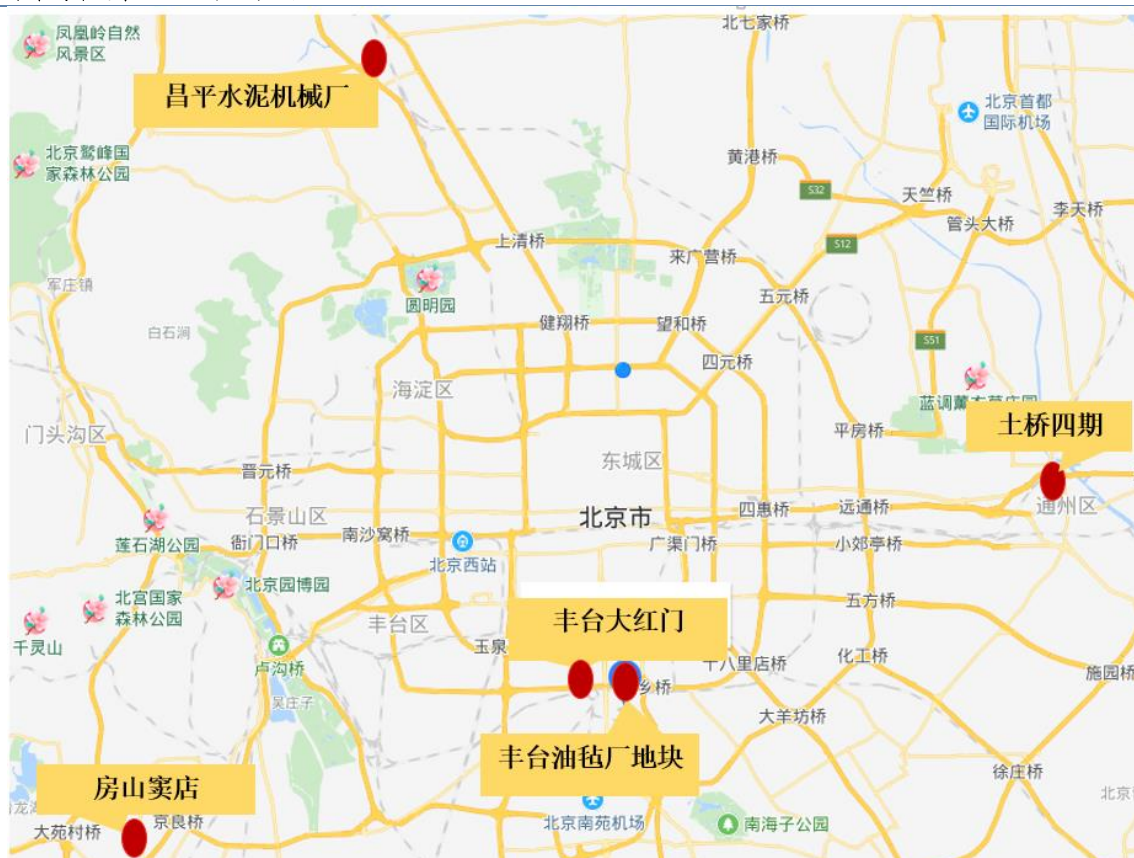 凤凰岭自然
风景区
北七家桥
昌平水泥机械厂
北京首都
国际机场
北京鹫峰国
家森林公园
黄港桥
S32
天竺桥
李天桥
管头大桥
上清桥
S12
来广营桥
军庄镇
圆明园
五元桥
白石涧
健翔桥
望和桥
S51
四元桥
海淀区
蓝调薰衣草庄园
土桥四期
门头沟区
平房桥
东城区
晋元桥
石景山区
北京市
四惠桥
远通桥
通州区
莲石湖公园
衙门口桥
南沙窝桥
北京西站
广渠门桥
小郊亭桥
北京园博园
北宫国家
森林公园
五方桥
丰台区
丰台大红门
千灵山
卢沟桥
玉泉
十八里店桥
化工桥
施园桥
吴庄子
乡桥
大羊坊桥
丰台油毡厂地块
房山窦店
徐庄桥
北京
大苑村桥
京良桥
北京南苑机场
南海子公园